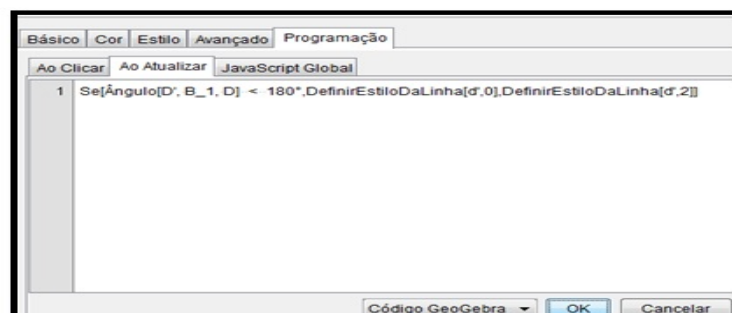 Básico Cor Estilo Avançado Programação
Ao Clicar Ao Atualizar JavaScript Global
1 Se[Ângulo[D', B_1, D] < 180°,DefinirEstiloDaLinha[d',0],DefinirEstiloDaLinha[d',2]]
Código GeoGebra OK Cancelar